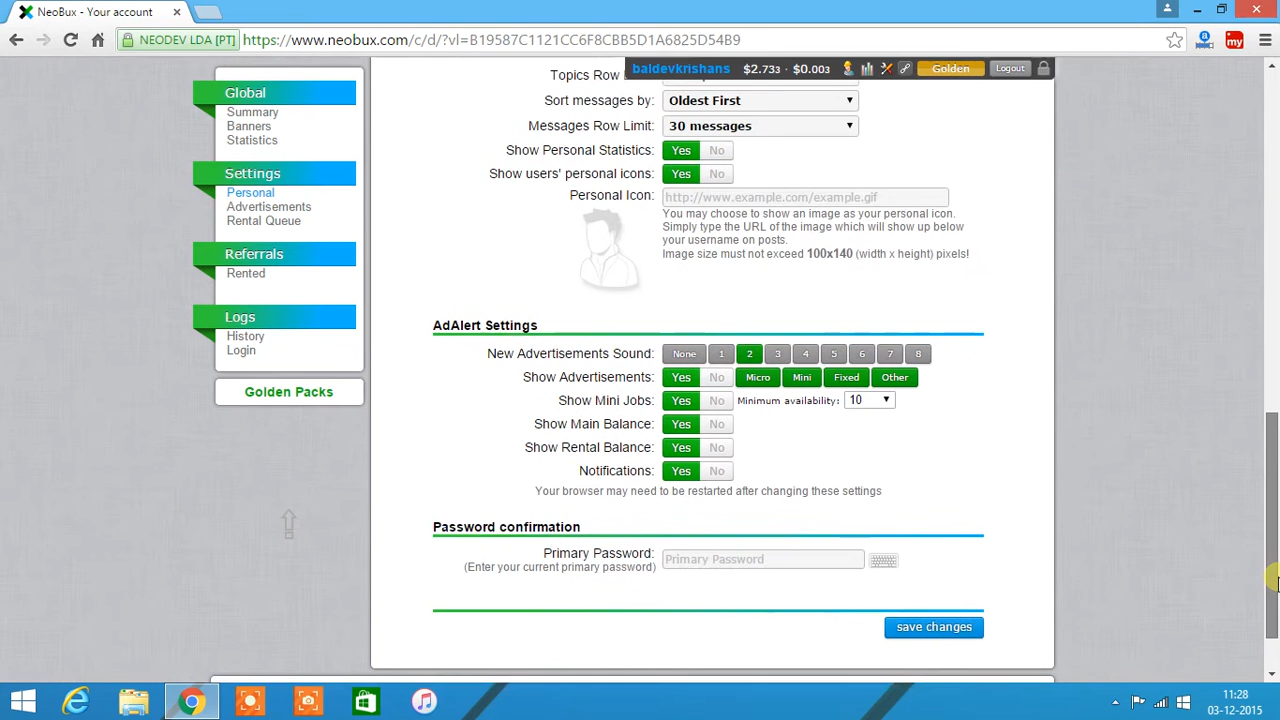 NeoBux - Your account
NEODEV LDA [PT] https://www.neobux.com/c/d/?vl=B19587C1121CC6F8CBB5D1A6825D54B9
my
baldevkrishans $2.733 · $0.003 Golden Logout
Global
Summary
Banners
Statistics
Settings
Personal
Advertisements
Rental Queue
Referrals
Rented
Logs
History
Login
Golden Packs
Topics Row
Sort messages by: Oldest First
Messages Row Limit: 30 messages
Show Personal Statistics: Yes No
Show users' personal icons: Yes No
Personal Icon: http://www.example.com/example.gif
You may choose to show an image as your personal icon.
Simply type the URL of the image which will show up below
your username on posts.
Image size must not exceed 100x140 (width x height) pixels!
AdAlert Settings
New Advertisements Sound: None 1 2 3 4 5 6 7 8
Show Advertisements: Yes No Micro Mini Fixed Other
Show Mini Jobs: Yes No Minimum availability: 10
Show Main Balance: Yes No
Show Rental Balance: Yes No
Notifications: Yes No
Your browser may need to be restarted after changing these settings
Password confirmation
Primary Password: Primary Password
(Enter your current primary password)
save changes
11:28
03-12-2015